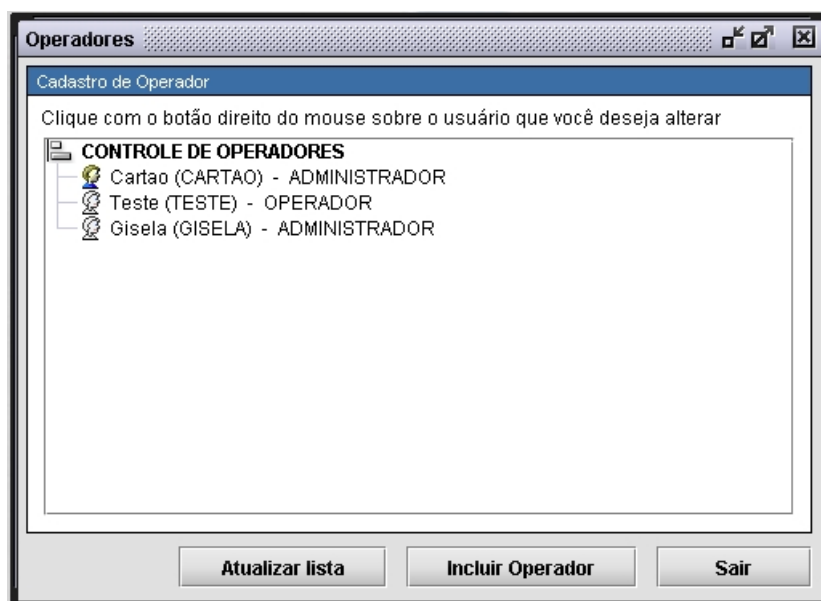 Operadores
Cadastro de Operador
Clique com o botão direito do mouse sobre o usuário que você deseja alterar
CONTROLE DE OPERADORES
Cartao (CARTAO) - ADMINISTRADOR
Teste (TESTE) - OPERADOR
Gisela (GISELA) - ADMINISTRADOR
Atualizar lista Incluir Operador Sair